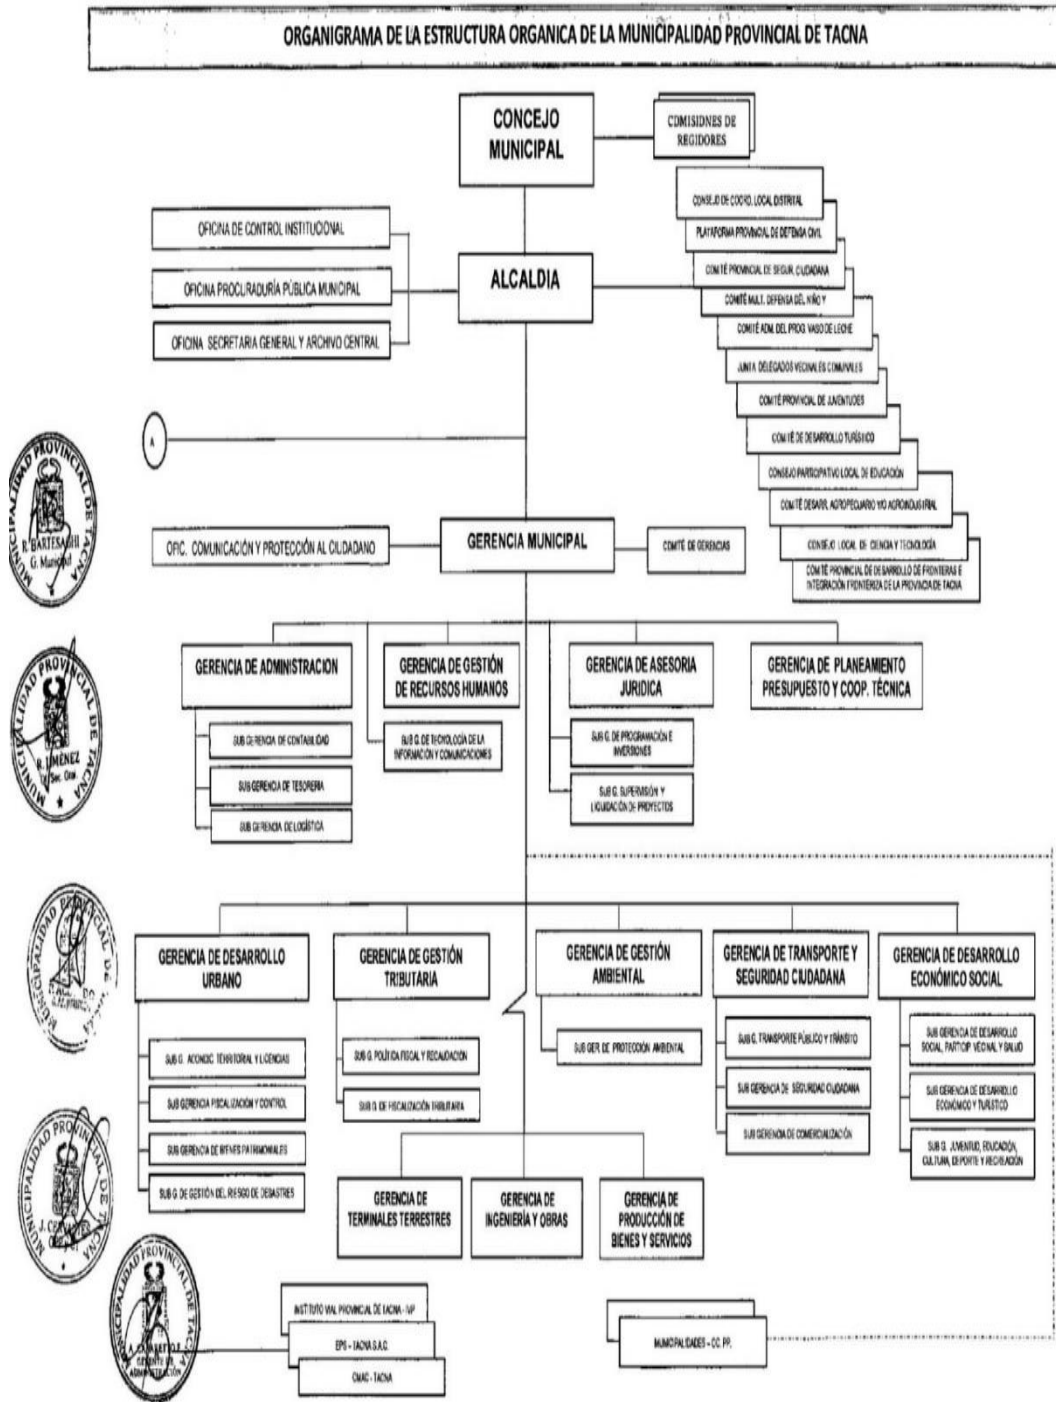 ORGANIGRAMA DE LA ESTRUCTURA ORGANICA DE LA MUNICIPALIDAD PROVINCIAL DE TACNA
CONCEJO
MUNICIPAL
COMISIDNES DE
REGIDORES
CONSEJO DE COORD. LOCAL DISTRITAL
PLATAFORMA PROVINCIAL DE DEFENSA CIVIL
COMITÉ PROVINCIAL DE SEGUR. CIUDADANA
COMITÉ MULT. DEFENSA DEL NIÑO Y
COMITÉ ADM. DEL PROG. VASO DE LECHE
JUNTA DELEGADOS VECINALES COMUNALES
COMITÉ PROVINCIAL DE JUVENTUDES
COMITÉ DE DESARROLLO TURÍSTICO
CONSEJO PARTICIPATIVO LOCAL DE EDUCACIÓN
COMITÉ DESARR. AGROPECUARIO Y/O AGROINDUSTRIAL
CONSEJO LOCAL DE CIENCIA Y TECNOLOGÍA
COMITÉ PROVINCIAL DE DESARROLLO DE FRONTERAS E
INTEGRACIÓN FRONTERIZA DE LA PROVINCIA DE TACNA
OFICINA DE CONTROL INSTITUCIONAL
OFICINA PROCURADURÍA PÚBLICA MUNICIPAL
OFICINA SECRETARIA GENERAL Y ARCHIVO CENTRAL
ALCALDIA
A
OFIC. COMUNICACIÓN Y PROTECCIÓN AL CIUDADANO
GERENCIA MUNICIPAL
COMITÉ DE GERENCIAS
GERENCIA DE ADMINISTRACION
SUB GERENCIA DE CONTABILIDAD
SUB GERENCIA DE TESORERIA
SUB GERENCIA DE LOGÍSTICA
GERENCIA DE GESTIÓN
DE RECURSOS HUMANOS
SUB G. DE TECNOLOGÍA DE LA
INFORMACIÓN Y COMUNICACIONES
GERENCIA DE ASESORIA
JURIDICA
SUB G. DE PROGRAMACIÓN E
INVERSIONES
SUB G. SUPERVISIÓN Y
LIQUIDACIÓN DE PROYECTOS
GERENCIA DE PLANEAMIENTO
PRESUPUESTO Y COOP. TÉCNICA
GERENCIA DE DESARROLLO
URBANO
SUB G. ACONDIC. TERRITORIAL Y LICENCIAS
SUB GERENCIA FISCALIZACIÓN Y CONTROL
SUB GERENCIA DE BIENES PATRIMONIALES
SUB G. DE GESTIÓN DEL RIESGO DE DESASTRES
GERENCIA DE GESTIÓN
TRIBUTARIA
SUB G. POLÍTICA FISCAL Y RECAUDACIÓN
SUB G. DE FISCALIZACIÓN TRIBUTARIA
GERENCIA DE GESTIÓN
AMBIENTAL
SUB GER. DE PROTECCIÓN AMBIENTAL
GERENCIA DE TRANSPORTE Y
SEGURIDAD CIUDADANA
SUB G. TRANSPORTE PÚBLICO Y TRÁNSITO
SUB GERENCIA DE SEGURIDAD CIUDADANA
SUB GERENCIA DE COMERCIALIZACIÓN
GERENCIA DE DESARROLLO
ECONÓMICO SOCIAL
SUB GERENCIA DE DESARROLLO
SOCIAL, PARTICIP. VECINAL Y SALUD
SUB GERENCIA DE DESARROLLO
ECONÓMICO Y TURÍSTICO
SUB G. JUVENTUD, EDUCACIÓN,
CULTURA, DEPORTE Y RECREACIÓN
GERENCIA DE
TERMINALES TERRESTRES
GERENCIA DE
INGENIERÍA Y OBRAS
GERENCIA DE
PRODUCCIÓN DE
BIENES Y SERVICIOS
INSTITUTO VIAL PROVINCIAL DE TACNA - IVP
EPS - TACNA S.A.C.
CMAC - TACNA
MUNICIPALIDADES - CC. PP.
MUNICIPALIDAD PROVINCIAL DE TACNA
R. BARTESAGHI
G. Municipal
MUNICIPALIDAD PROVINCIAL DE TACNA
R. JIMÉNEZ
Sec. Gral.
MUNICIPALIDAD PROVINCIAL DE
MUNICIPALIDAD PROVINCIAL DE TACNA
MUNICIPALIDAD PROVINCIAL DE TACNA
GERENTE DE
ADMINISTRACIÓN